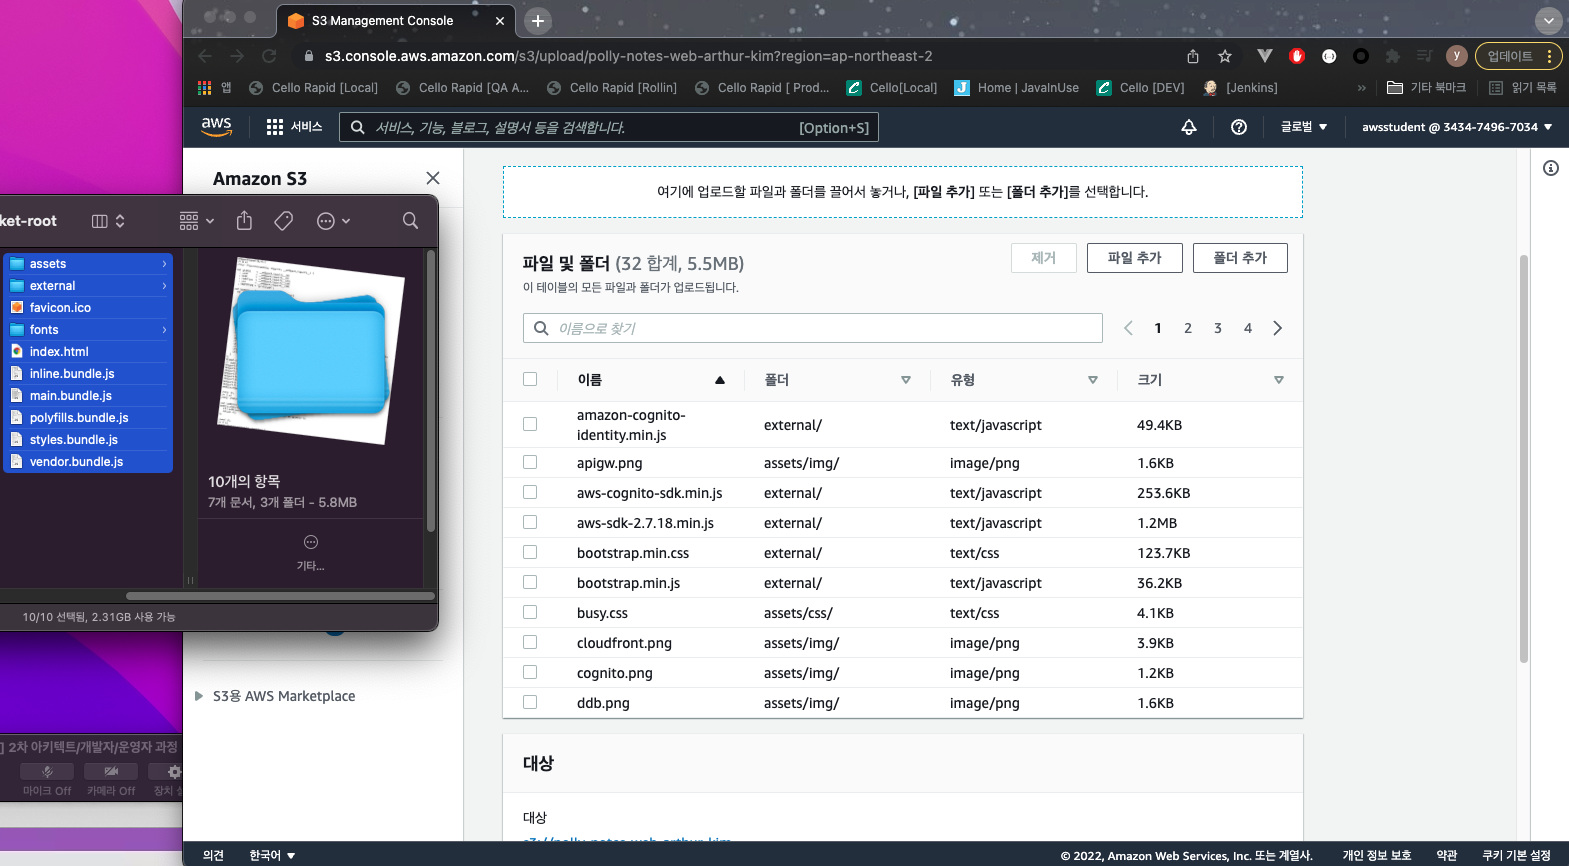 S3 Management Console
s3.console.aws.amazon.com/s3/upload/polly-notes-web-arthur-kim?region=ap-northeast-2
y
업데이트
앱
Cello Rapid [Local]
Cello Rapid [QA A...
Cello Rapid [Rollin]
Cello Rapid [ Prod...
Cello[Local]
Home | JavaInUse
Cello [DEV]
[Jenkins]
»
기타 북마크
읽기 목록
aws
서비스
서비스, 기능, 블로그, 설명서 등을 검색합니다.
[Option+S]
글로벌
awsstudent @ 3434-7496-7034
Amazon S3
여기에 업로드할 파일과 폴더를 끌어서 놓거나, [파일 추가] 또는 [폴더 추가]를 선택합니다.
ket-root
assets
external
favicon.ico
fonts
index.html
inline.bundle.js
main.bundle.js
polyfills.bundle.js
styles.bundle.js
vendor.bundle.js
10개의 항목
7개 문서, 3개 폴더 - 5.8MB
기타...
10/10 선택됨, 2.31GB 사용 가능
S3용 AWS Marketplace
] 2차 아키텍트/개발자/운영자 과정
마이크 Off
카메라 Off
장치 설
파일 및 폴더 (32 합계, 5.5MB)
이 테이블의 모든 파일과 폴더가 업로드됩니다.
제거
파일 추가
폴더 추가
이름으로 찾기
1 2 3 4
이름 폴더 유형 크기
amazon-cognito-
identity.min.js external/ text/javascript 49.4KB
apigw.png assets/img/ image/png 1.6KB
aws-cognito-sdk.min.js external/ text/javascript 253.6KB
aws-sdk-2.7.18.min.js external/ text/javascript 1.2MB
bootstrap.min.css external/ text/css 123.7KB
bootstrap.min.js external/ text/javascript 36.2KB
busy.css assets/css/ text/css 4.1KB
cloudfront.png assets/img/ image/png 3.9KB
cognito.png assets/img/ image/png 1.2KB
ddb.png assets/img/ image/png 1.6KB
대상
대상
s3://polly-notes-web-arthur-kim
의견
한국어
© 2022, Amazon Web Services, Inc. 또는 계열사.
개인 정보 보호
약관
쿠키 기본 설정